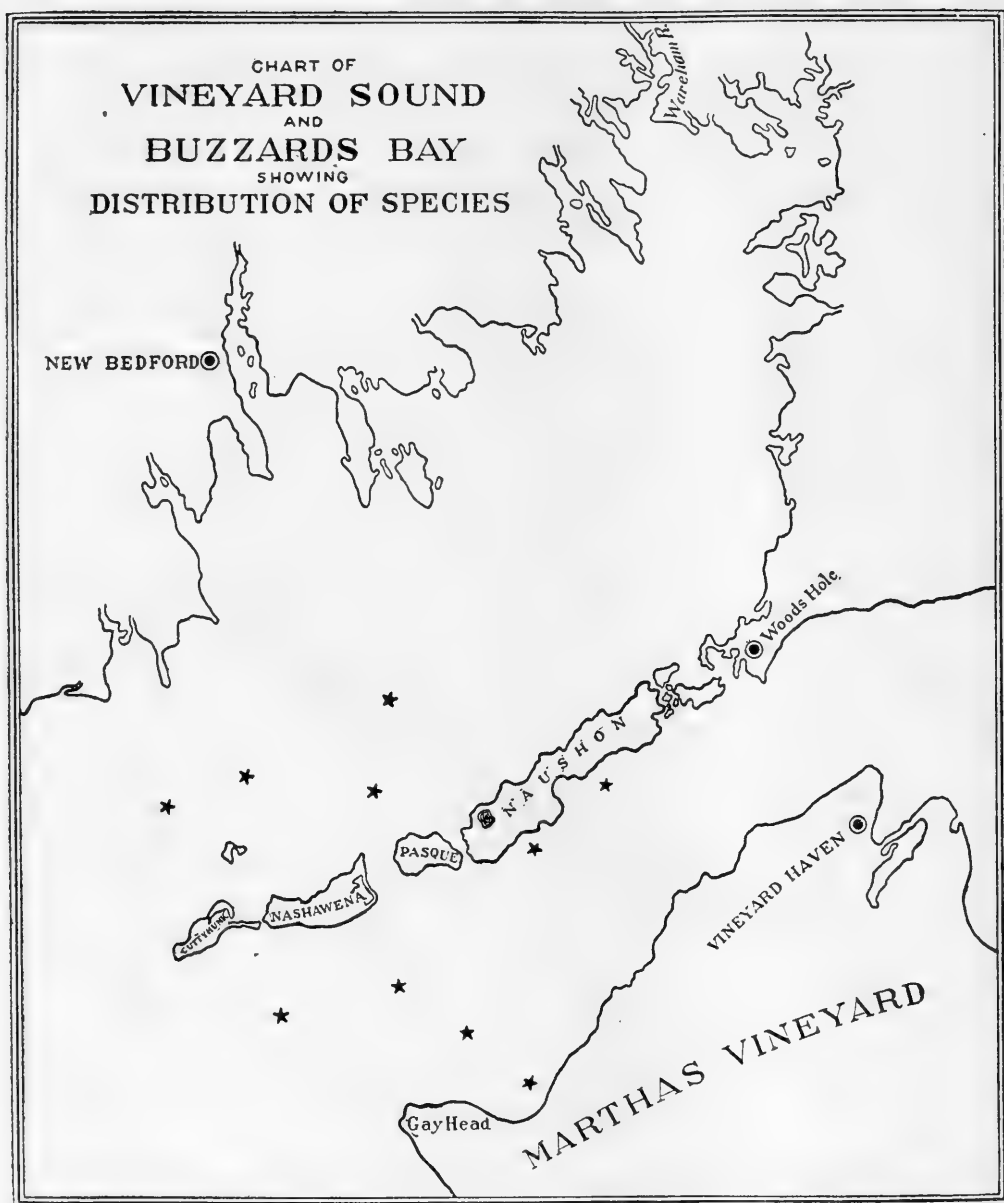 CHART OF
VINEYARD SOUND
AND
BUZZARDS BAY
SHOWING
DISTRIBUTION OF SPECIES
Wareham R.
NEW BEDFORD
Woods Hole.
NAUSHON
PASQUE
VINEYARD HAVEN
NASHAWENA
CUTTYHUNK
MARTHAS VINEYARD
Gay Head